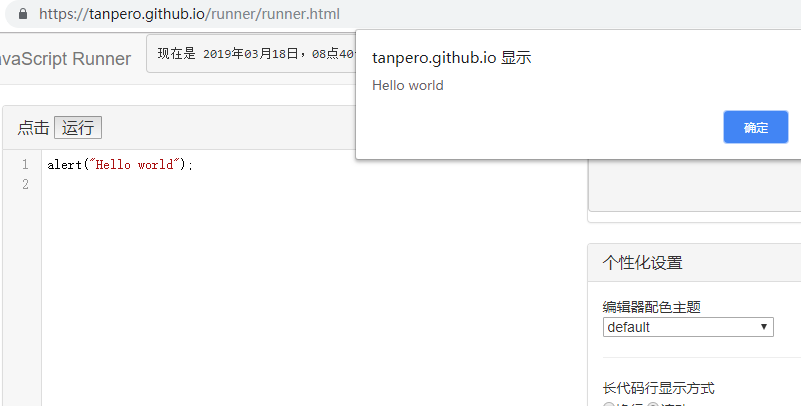 https://tanpero.github.io/runner/runner.html
tanpero.github.io 显示
Hello world
确定
vaScript Runner
现在是 2019年03月18日，08点40
点击 运行
1 alert("Hello world");
2
个性化设置
编辑器配色主题
default
长代码行显示方式